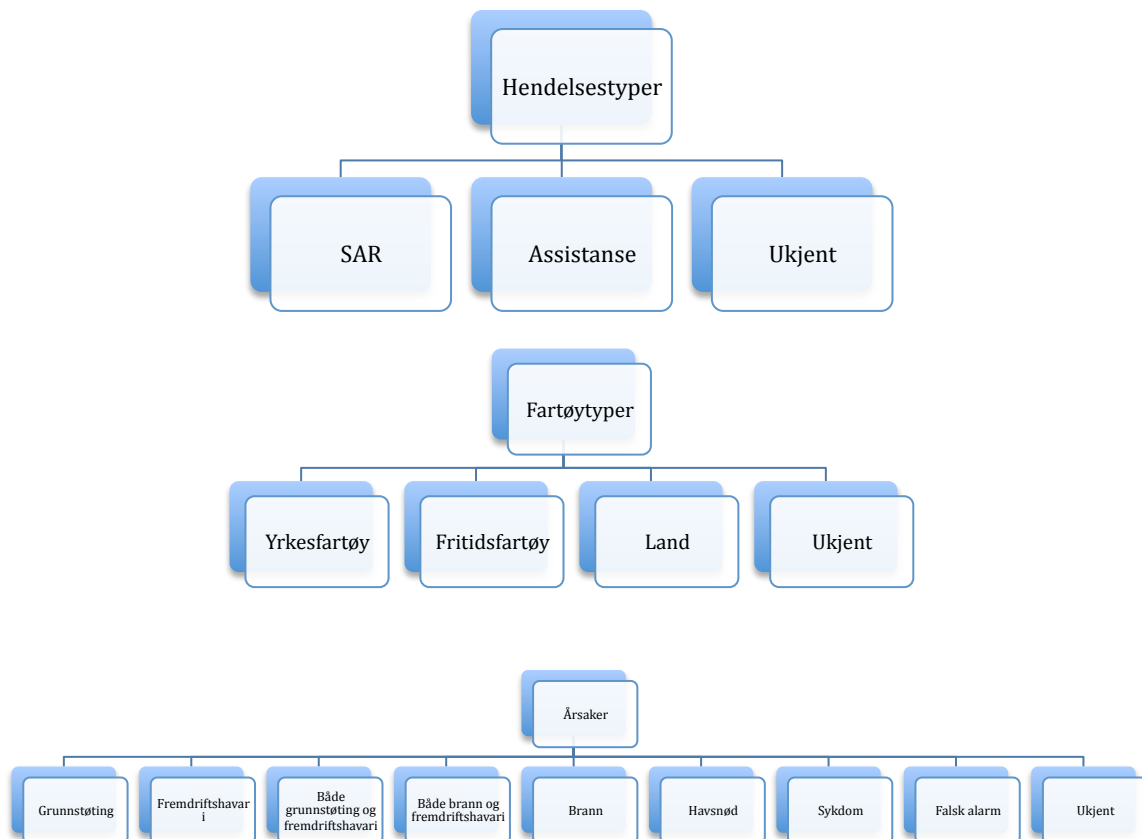 Hendelsestyper
SAR
Assistanse
Ukjent
Fartøytyper
Yrkesfartøy
Fritidsfartøy
Land
Ukjent
Årsaker
Grunnstøting
Fremdriftshavar
i
Både
grunnstøting og
fremdriftshavari
Både brann og
fremdriftshavari
Brann
Havsnød
Sykdom
Falsk alarm
Ukjent